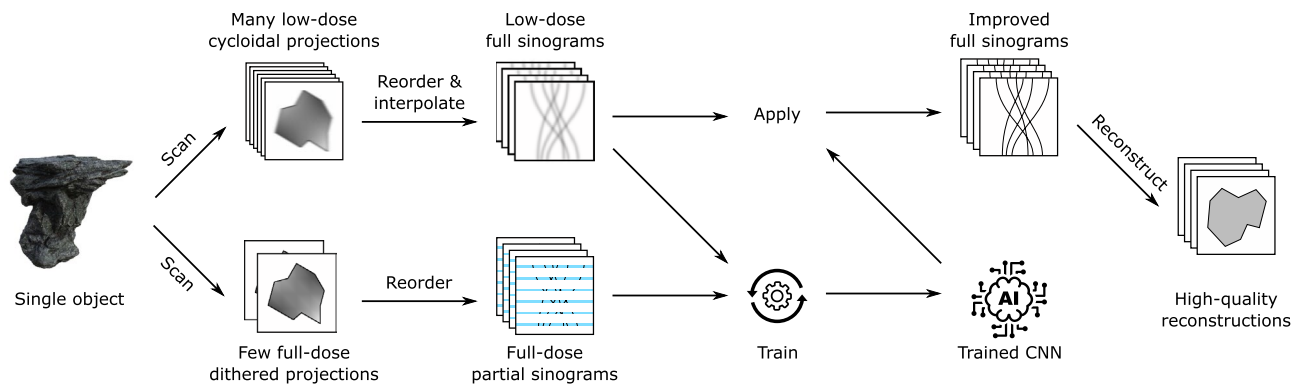 Many low-dose
cycloidal projections
Low-dose
full sinograms
Improved
full sinograms
Reorder &
interpolate
Scan
Apply
Reconstruct
Scan
Reorder
Single object
AI
High-quality
reconstructions
Few full-dose
dithered projections
Full-dose
partial sinograms
Train
Trained CNN